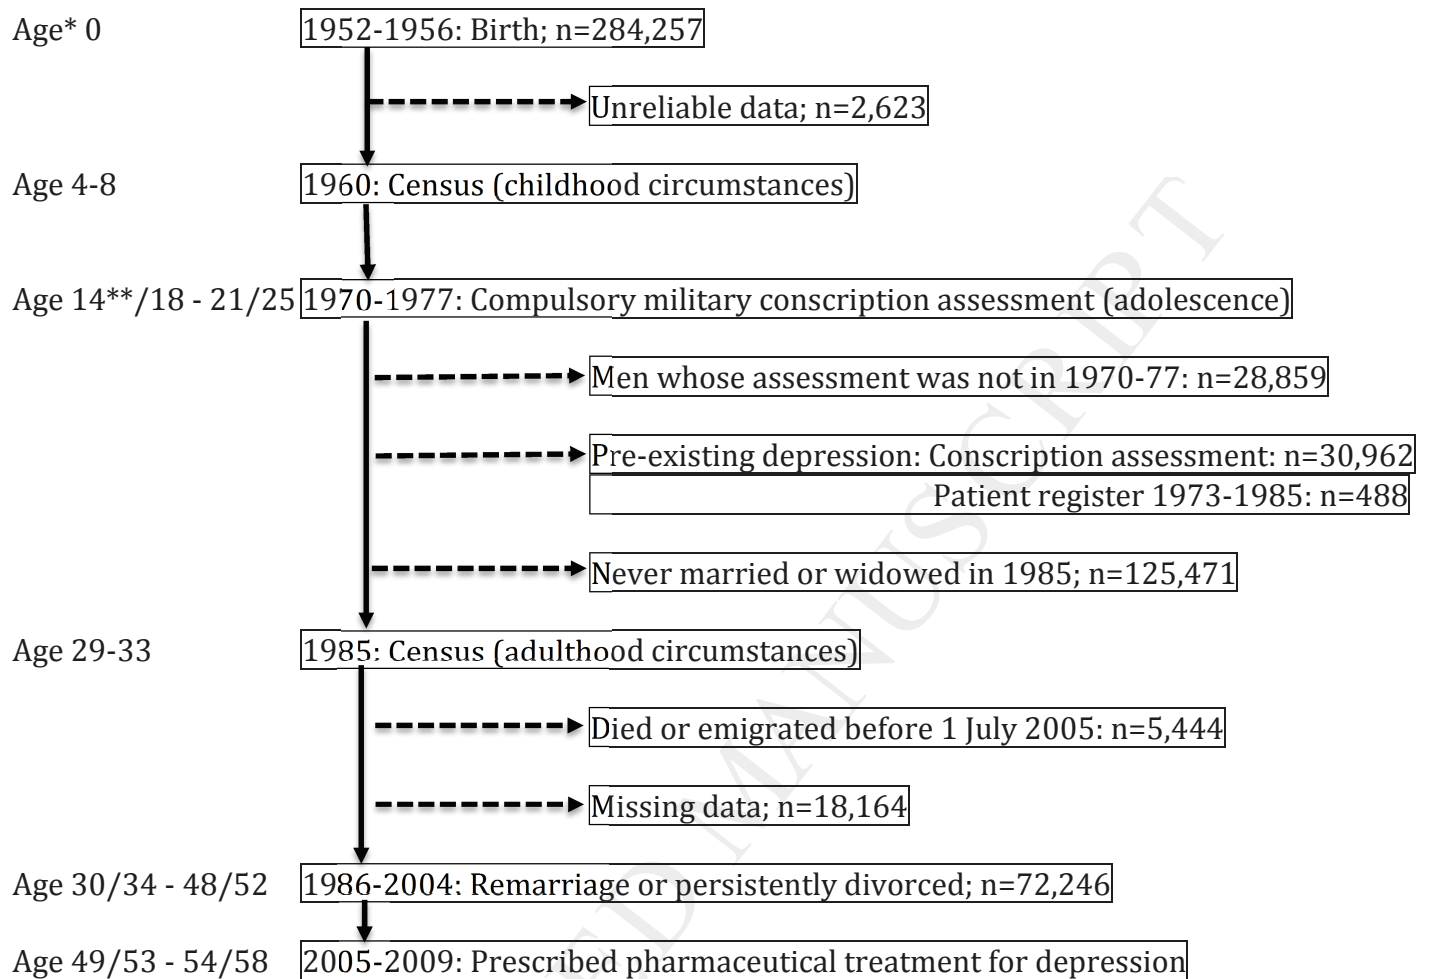 Age* 0 1952-1956: Birth; n=284,257
Unreliable data; n=2,623
Age 4-8 1960: Census (childhood circumstances)
Age 14**/18 - 21/25 1970-1977: Compulsory military conscription assessment (adolescence)
Men whose assessment was not in 1970-77: n=28,859
Pre-existing depression: Conscription assessment: n=30,962
Patient register 1973-1985: n=488
Never married or widowed in 1985; n=125,471
Age 29-33 1985: Census (adulthood circumstances)
Died or emigrated before 1 July 2005: n=5,444
Missing data; n=18,164
Age 30/34 - 48/52 1986-2004: Remarriage or persistently divorced; n=72,246
Age 49/53 - 54/58 2005-2009: Prescribed pharmaceutical treatment for depression
ED MANUSCRIPT